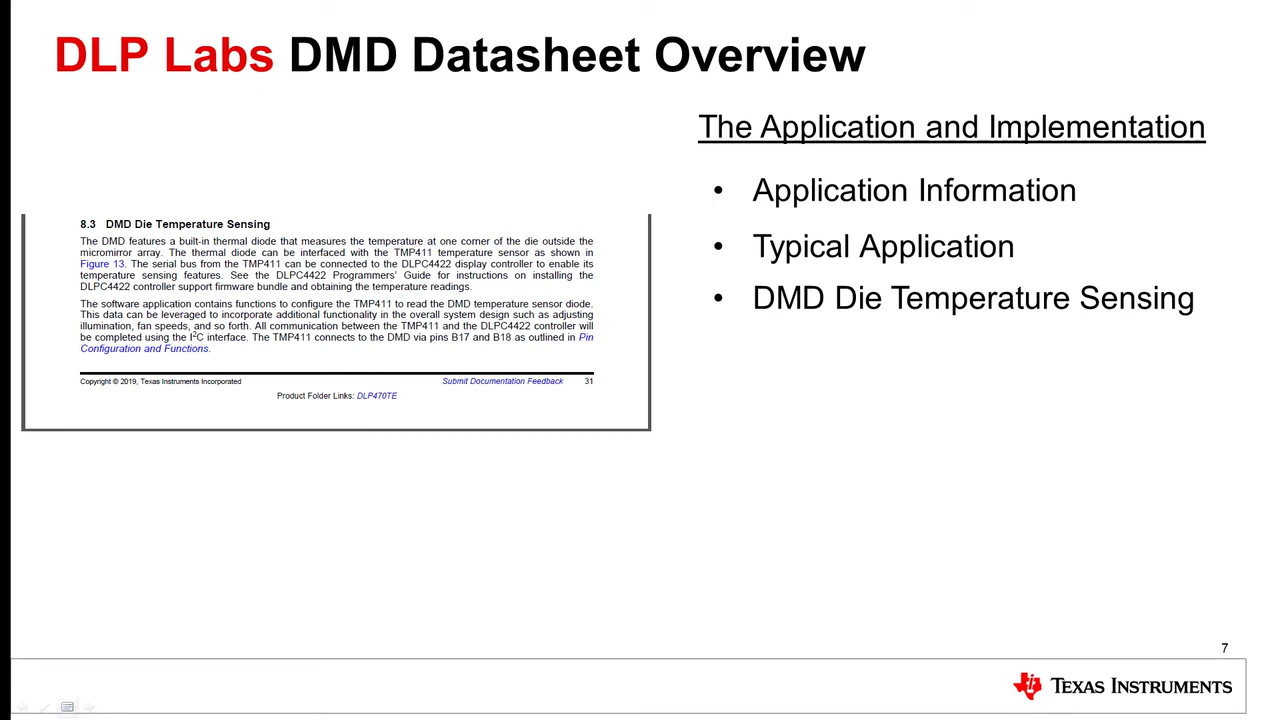 DLP Labs DMD Datasheet Overview
The Application and Implementation
• Application Information
• Typical Application
• DMD Die Temperature Sensing
8.3 DMD Die Temperature Sensing
The DMD features a built-in thermal diode that measures the temperature at one corner of the die outside the
micromirror array. The thermal diode can be interfaced with the TMP411 temperature sensor as shown in
Figure 13. The serial bus from the TMP411 can be connected to the DLPC4422 display controller to enable its
temperature sensing features. See the DLPC4422 Programmers' Guide for instructions on installing the
DLPC4422 controller support firmware bundle and obtaining the temperature readings.
The software application contains functions to configure the TMP411 to read the DMD temperature sensor diode.
This data can be leveraged to incorporate additional functionality in the overall system design such as adjusting
illumination, fan speeds, and so forth. All communication between the TMP411 and the DLPC4422 controller will
be completed using the I²C interface. The TMP411 connects to the DMD via pins B17 and B18 as outlined in Pin
Configuration and Functions.
Copyright © 2019, Texas Instruments Incorporated
Submit Documentation Feedback
31
Product Folder Links: DLP470TE
7
TEXAS INSTRUMENTS